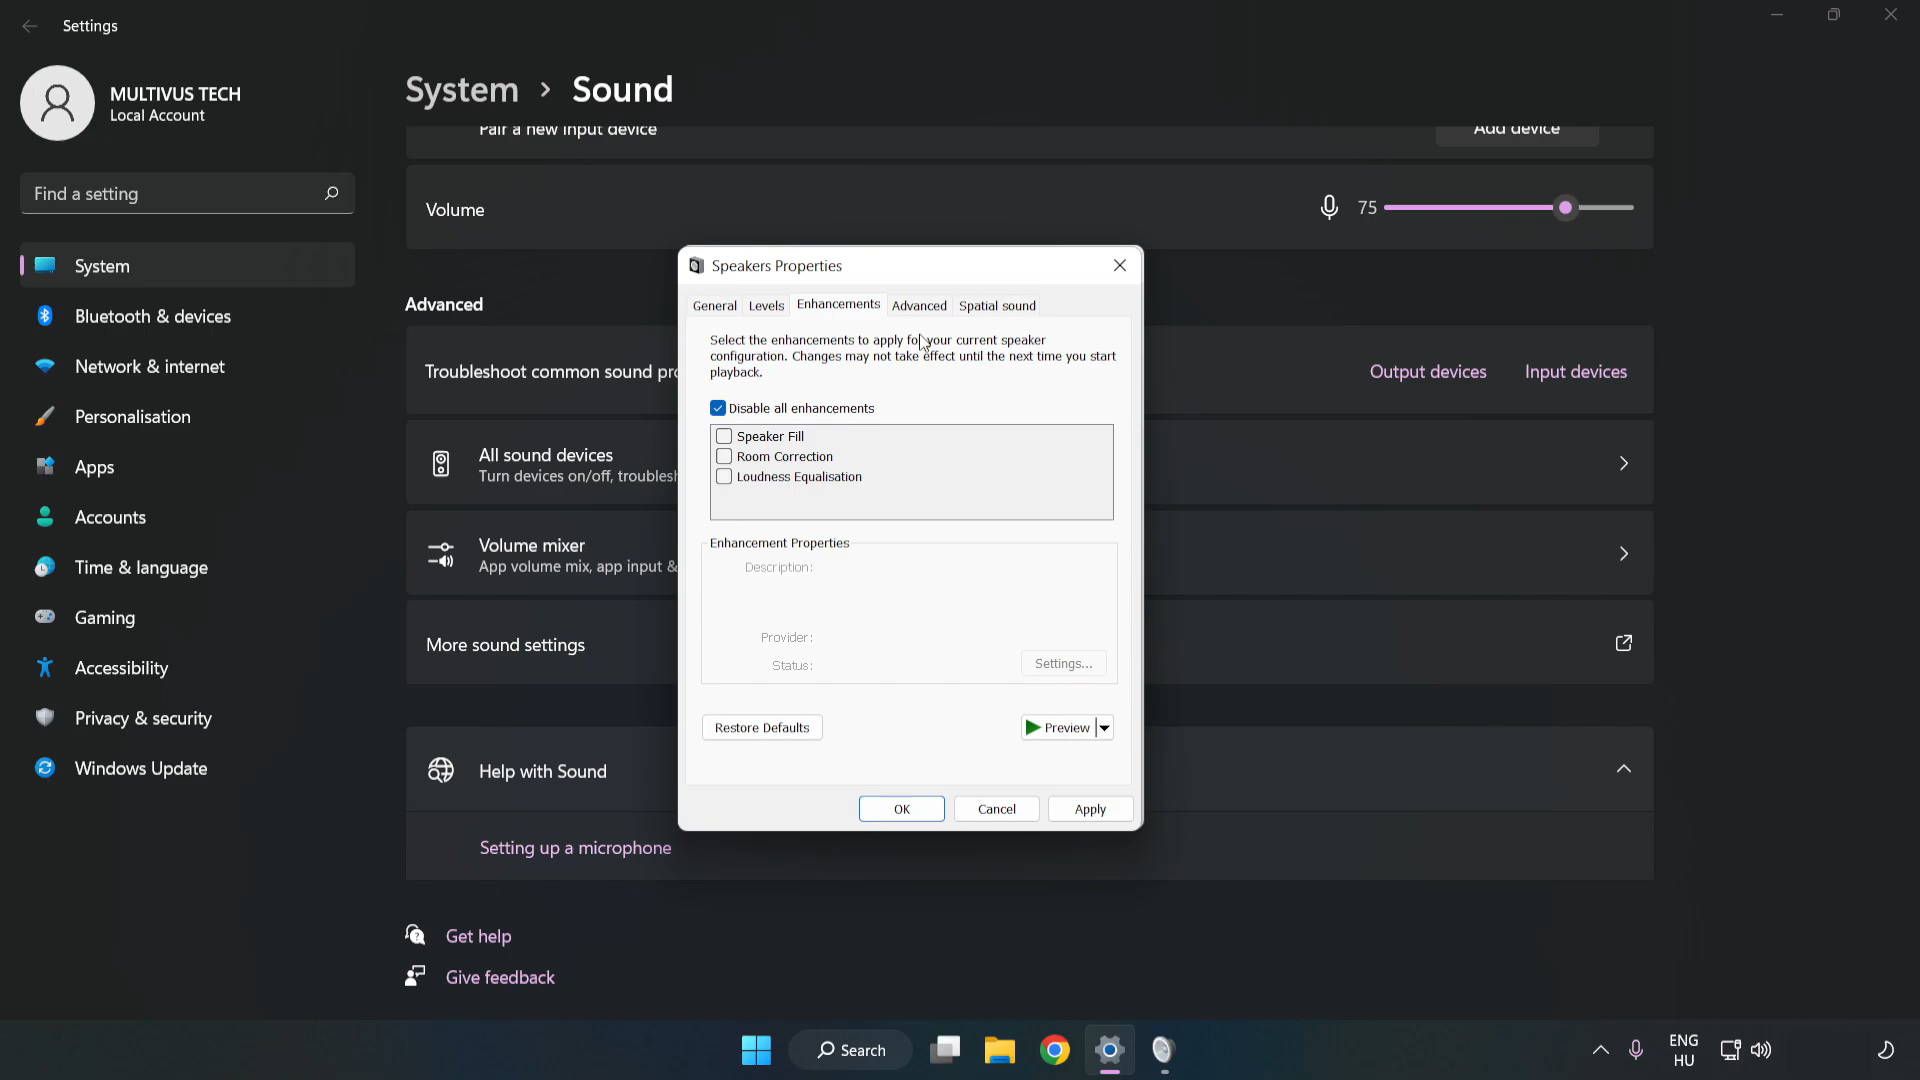 Settings
MULTIVUS TECH
Local Account
Find a setting
System
Bluetooth & devices
Network & internet
Personalisation
Apps
Accounts
Time & language
Gaming
Accessibility
Privacy & security
Windows Update
System > Sound
Pair a new input device
Add device
Volume
75
Advanced
Troubleshoot common sound pro
Output devices
Input devices
All sound devices
Turn devices on/off, troublesh
Volume mixer
App volume mix, app input &
More sound settings
Help with Sound
Setting up a microphone
Get help
Give feedback
Speakers Properties
General
Levels
Enhancements
Advanced
Spatial sound
Select the enhancements to apply for your current speaker
configuration. Changes may not take effect until the next time you start
playback.
Disable all enhancements
Speaker Fill
Room Correction
Loudness Equalisation
Enhancement Properties
Description:
Provider:
Status:
Settings...
Restore Defaults
Preview
OK
Cancel
Apply
Search
ENG
HU